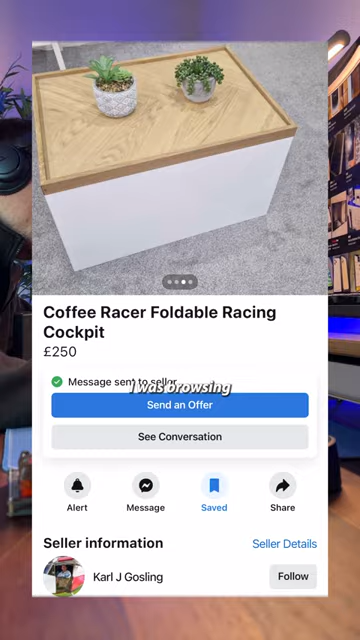 Coffee Racer Foldable Racing
Cockpit
£250
Message sent to seller
I was browsing
Send an Offer
See Conversation
Alert
Message
Saved
Share
Seller information
Seller Details
Karl J Gosling
Follow